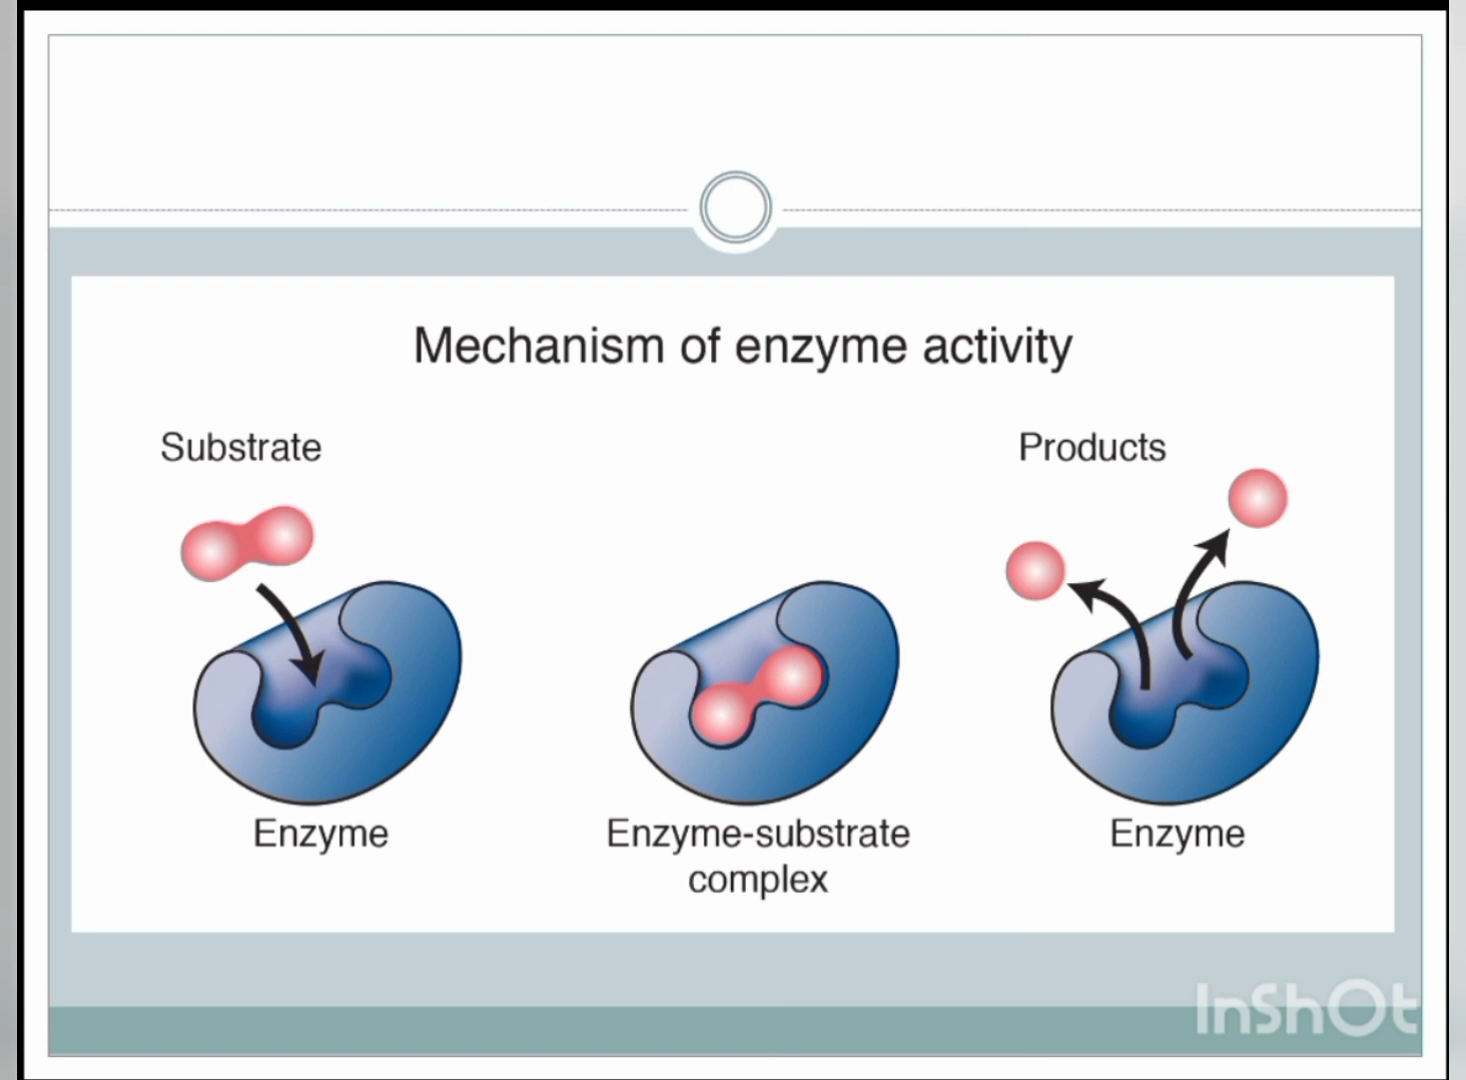 Mechanism of enzyme activity
Substrate
Products
Enzyme
Enzyme-substrate
complex
Enzyme
InShOt